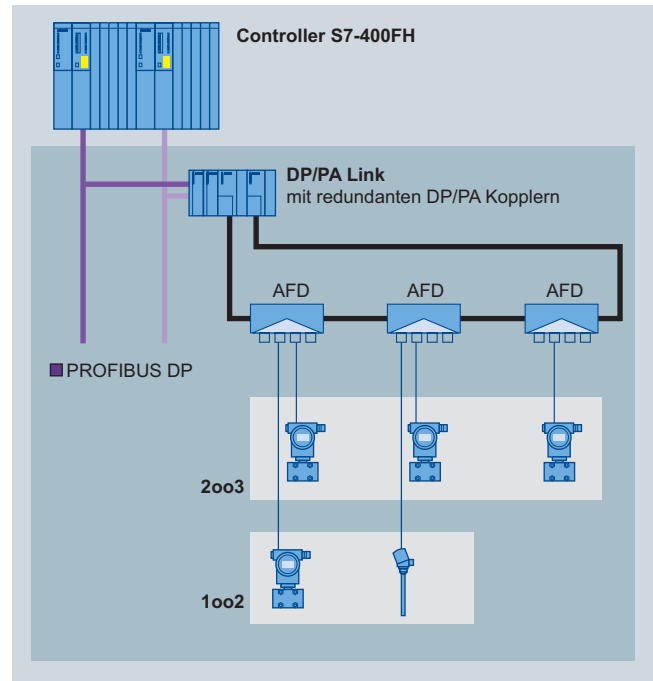 Controller S7-400FH
DP/PA Link
mit redundanten DP/PA Kopplern
AFD AFD AFD
PROFIBUS DP
2oo3
1oo2